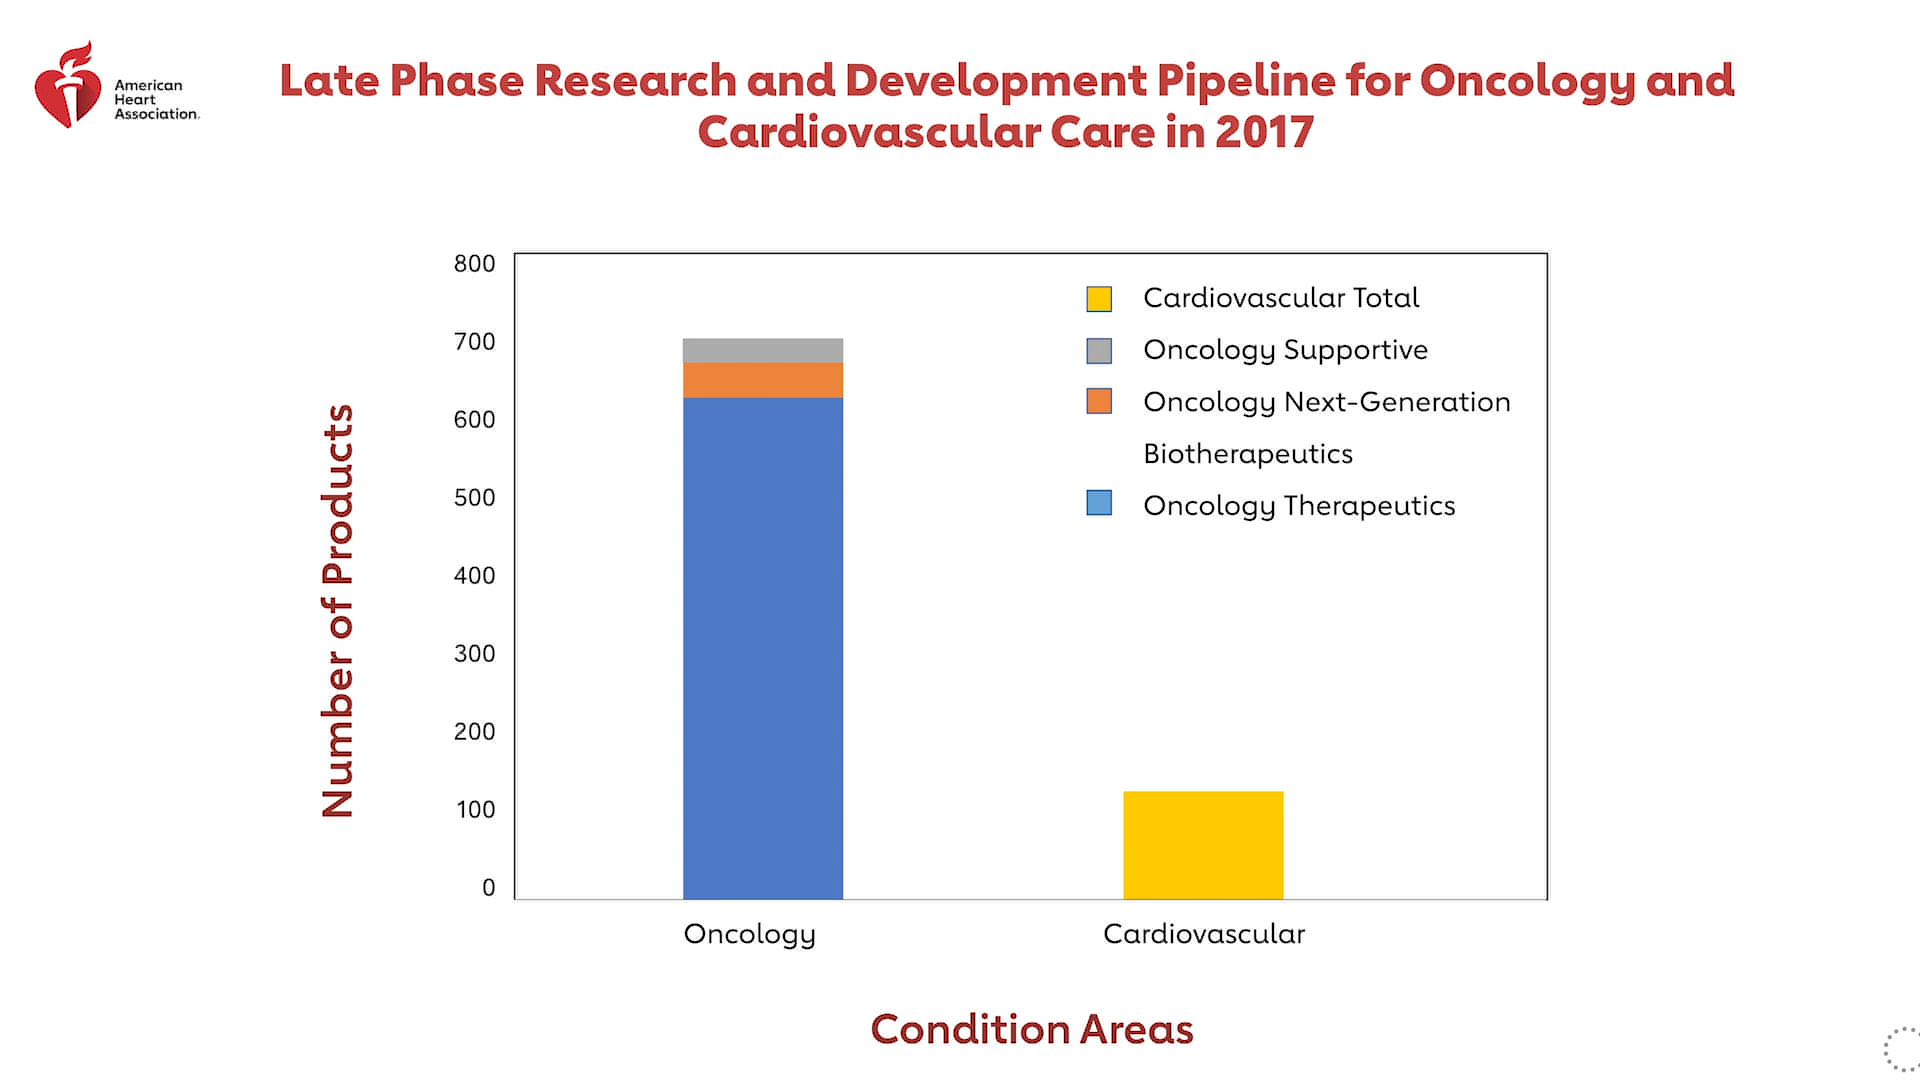 American
Heart
Association.
Late Phase Research and Development Pipeline for Oncology and
Cardiovascular Care in 2017
Number of Products
800
700
600
500
400
300
200
100
0
Cardiovascular Total
Oncology Supportive
Oncology Next-Generation
Biotherapeutics
Oncology Therapeutics
Oncology
Cardiovascular
Condition Areas